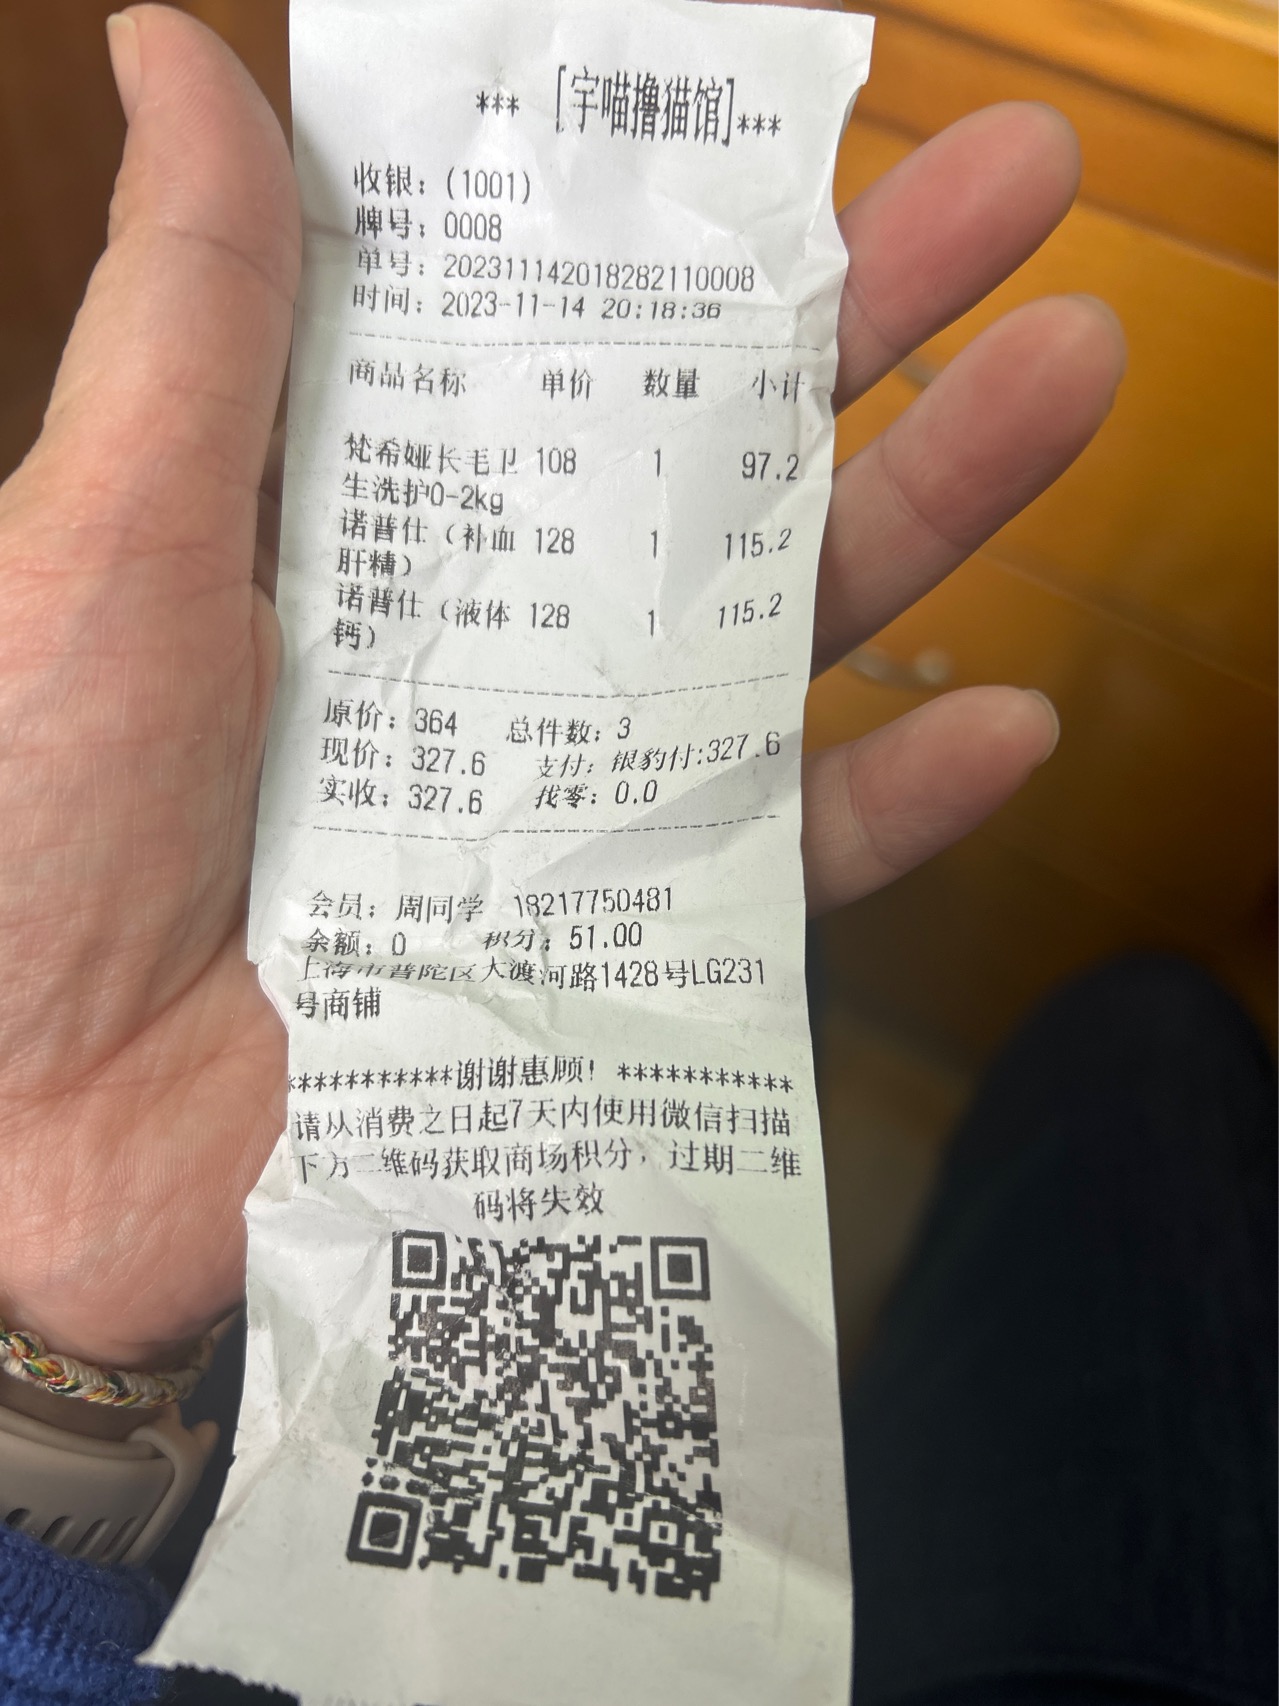 *** [宇喵撸猫馆]***
收银：(1001)
牌号：0008
单号：202311142018282110008
时间：2023-11-14 20:18:36
商品名称 单价 数量 小计
梵希娅长毛卫 108 1 97.2
生洗护0-2kg
诺普仕（补血 128 1 115.2
肝精）
诺普仕（液体 128 1 115.2
钙）
原价：364 总件数：3
现价：327.6 支付：银豹付:327.6
实收：327.6 找零：0.0
会员：周同学 18217750481
余额：0 积分：51.00
上海市普陀区大渡河路1428号LG231
号商铺
**********谢谢惠顾！***********
请从消费之日起7天内使用微信扫描
下方二维码获取商场积分，过期二维
码将失效